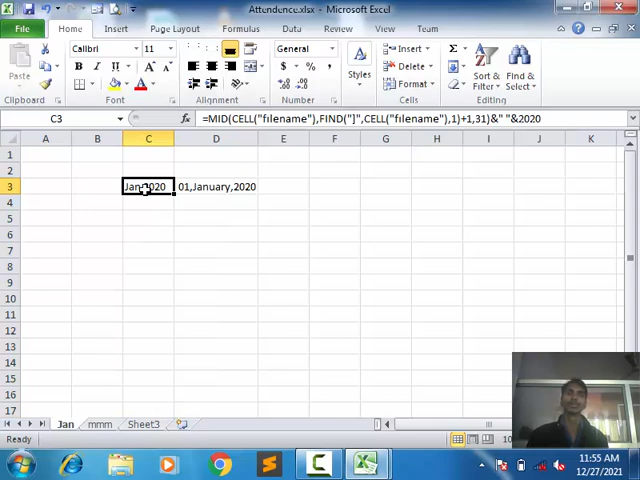 Attendence.xlsx - Microsoft Excel
File Home Insert Page Layout Formulas Data Review View Team
Paste
Clipboard
Calibri 11
B I U A A
A
Font
Alignment
General
$ % ,
Number
Styles
Insert
Delete
Format
Cells
Σ
Sort & Filter
Find & Select
Editing
C3 fx =MID(CELL("filename"),FIND("]",CELL("filename"),1)+1,31)&" "&2020
A B C D E F G H I J K
1
2
3 Jan 2020 01,January,2020
4
5
6
7
8
9
10
11
12
13
14
15
16
17
Jan mmm Sheet3
Ready
11:55 AM
12/27/2021